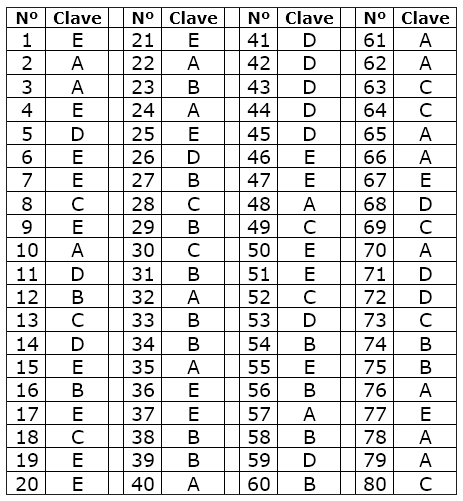 Nº Clave Nº Clave Nº Clave Nº Clave
1 E 21 E 41 D 61 A
2 A 22 A 42 D 62 A
3 A 23 B 43 D 63 C
4 E 24 A 44 D 64 C
5 D 25 E 45 D 65 A
6 E 26 D 46 E 66 A
7 E 27 B 47 E 67 E
8 C 28 C 48 A 68 D
9 E 29 B 49 C 69 C
10 A 30 C 50 E 70 A
11 D 31 B 51 E 71 D
12 B 32 A 52 C 72 D
13 C 33 B 53 D 73 C
14 D 34 B 54 B 74 B
15 E 35 A 55 E 75 B
16 B 36 E 56 B 76 A
17 E 37 E 57 A 77 E
18 C 38 B 58 B 78 A
19 E 39 B 59 D 79 A
20 E 40 A 60 B 80 C